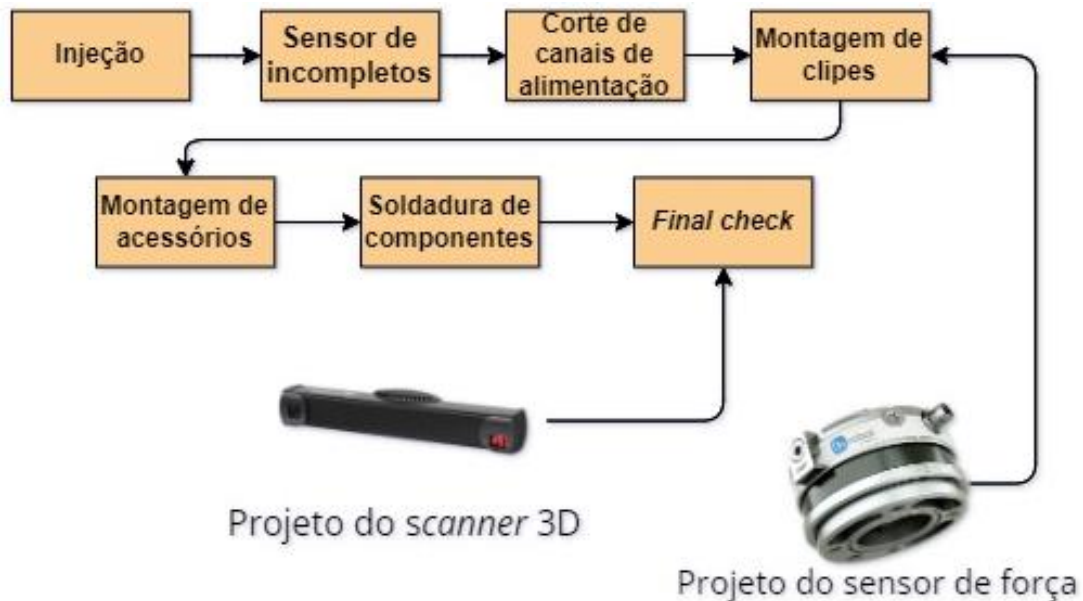 Injeção
Sensor de
incompletos
Corte de
canais de
alimentação
Montagem de
clipes
Montagem de
acessórios
Soldadura de
componentes
Final check
Projeto do scanner 3D
Projeto do sensor de força